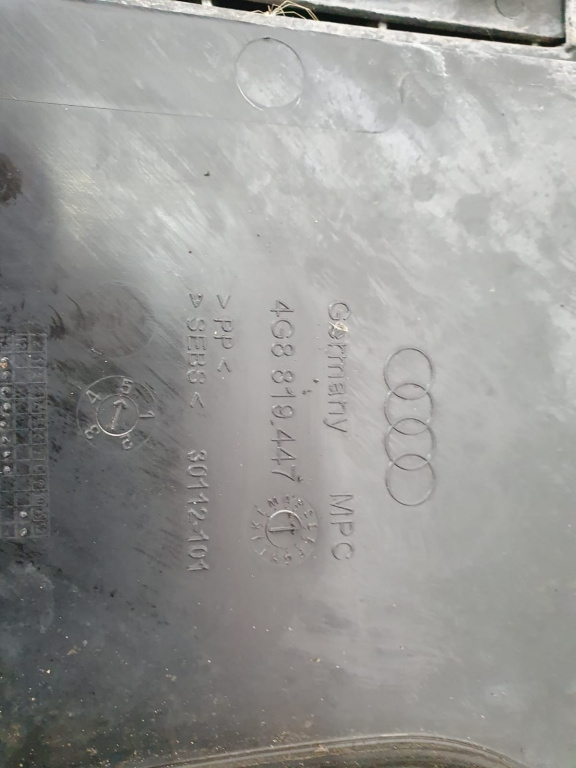 Germany MPC
4G8 819.447
>PP<
>SEBS< 30112-101